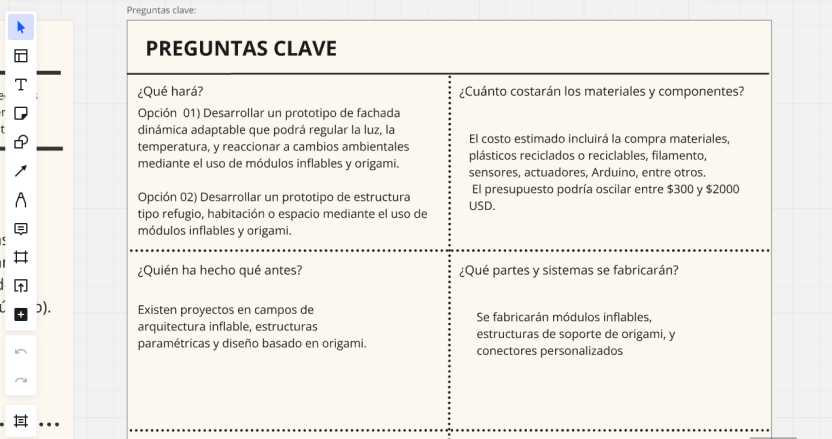 Preguntas clave:
PREGUNTAS CLAVE
¿Qué hará?
Opción  01) Desarrollar un prototipo de fachada
dinámica adaptable que podrá regular la luz, la
temperatura, y reaccionar a cambios ambientales
mediante el uso de módulos inflables y origami.
Opción 02) Desarrollar un prototipo de estructura
tipo refugio, habitación o espacio mediante el uso de
módulos inflables y origami.
¿Cuánto costarán los materiales y componentes?
El costo estimado incluirá la compra materiales,
plásticos reciclados o reciclables, filamento,
sensores, actuadores, Arduino, entre otros.
El presupuesto podría oscilar entre $300 y $2000
USD.
¿Quién ha hecho qué antes?
Existen proyectos en campos de
arquitectura inflable, estructuras
paramétricas y diseño basado en origami.
¿Qué partes y sistemas se fabricarán?
Se fabricarán módulos inflables,
estructuras de soporte de origami, y
conectores personalizados